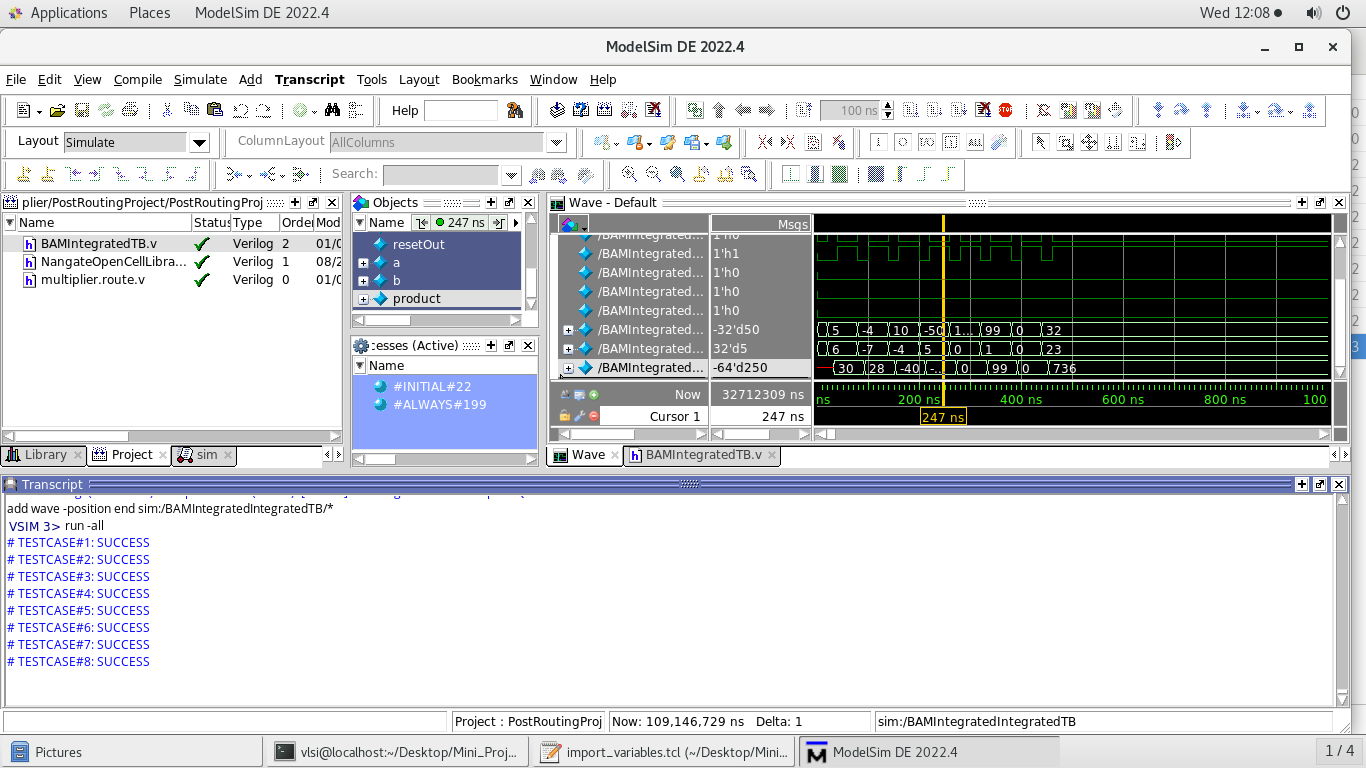 Applications Places ModelSim DE 2022.4 Wed 12:08
ModelSim DE 2022.4
File Edit View Compile Simulate Add Transcript Tools Layout Bookmarks Window Help
Help 100 ns
Layout Simulate ColumnLayout AllColumns
Search:
plier/PostRoutingProject/PostRoutingProj
Name Status Type Order Mod
BAMIntegratedTB.v Verilog 2 01/0
NangateOpenCellLibra... Verilog 1 08/2
multiplier.route.v Verilog 0 01/0
Library Project sim
Objects
Name 247 ns
resetOut
a
b
product
:esses (Active)
Name
#INITIAL#22
#ALWAYS#199
Wave - Default
Msgs
/BAMIntegrated... 1'h0
/BAMIntegrated... 1'h1
/BAMIntegrated... 1'h0
/BAMIntegrated... 1'h0
/BAMIntegrated... 1'h0
/BAMIntegrated... -32'd50 5 -4 10 -50 1... 99 0 32
/BAMIntegrated... 32'd5 6 -7 -4 5 0 1 0 23
/BAMIntegrated... -64'd250 30 28 -40 -... 0 99 0 736
Now 32712309 ns ns 200 ns 400 ns 600 ns 800 ns 100
Cursor 1 247 ns 247 ns
Wave BAMIntegratedTB.v
Transcript
add wave -position end sim:/BAMIntegratedIntegratedTB/*
VSIM 3> run -all
# TESTCASE#1: SUCCESS
# TESTCASE#2: SUCCESS
# TESTCASE#3: SUCCESS
# TESTCASE#4: SUCCESS
# TESTCASE#5: SUCCESS
# TESTCASE#6: SUCCESS
# TESTCASE#7: SUCCESS
# TESTCASE#8: SUCCESS
Project : PostRoutingProj Now: 109,146,729 ns Delta: 1 sim:/BAMIntegratedIntegratedTB
Pictures vlsi@localhost:~/Desktop/Mini_Proj... import_variables.tcl (~/Desktop/Mini... ModelSim DE 2022.4 1 / 4